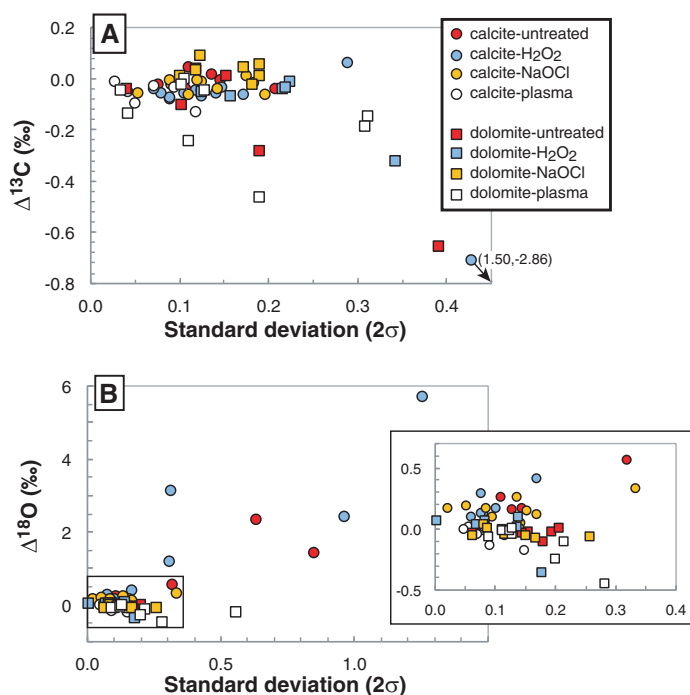 A
0.2
0.0
-0.2
-0.4
-0.6
-0.8
Δ13C (‰)
calcite-untreated
calcite-H2O2
calcite-NaOCl
calcite-plasma
dolomite-untreated
dolomite-H2O2
dolomite-NaOCl
dolomite-plasma
(1.50,-2.86)
0.0 0.1 0.2 0.3 0.4
Standard deviation (2σ)
B
6
4
2
0
Δ18O (‰)
0.5
0.0
-0.5
0.0 0.1 0.2 0.3 0.4
0.0 0.5 1.0
Standard deviation (2σ)